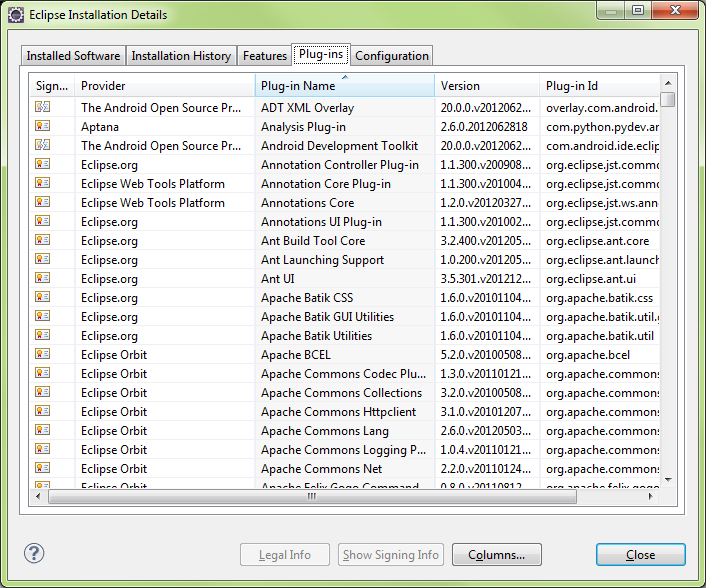 Eclipse Installation Details
Installed Software Installation History Features Plug-ins Configuration
Sign... Provider Plug-in Name Version Plug-in Id
The Android Open Source Pr... ADT XML Overlay 20.0.0.v2012062... overlay.com.android.
Aptana Analysis Plug-in 2.6.0.2012062818 com.python.pydev.ar
The Android Open Source Pr... Android Development Toolkit 20.0.0.v2012062... com.android.ide.eclip
Eclipse.org Annotation Controller Plug-in 1.1.300.v200908... org.eclipse.jst.commo
Eclipse Web Tools Platform Annotation Core Plug-in 1.1.300.v201004... org.eclipse.jst.commo
Eclipse Web Tools Platform Annotations Core 1.2.0.v20120327... org.eclipse.jst.ws.anno
Eclipse.org Annotations UI Plug-in 1.1.300.v201002... org.eclipse.jst.commo
Eclipse.org Ant Build Tool Core 3.2.400.v201205... org.eclipse.ant.core
Eclipse.org Ant Launching Support 1.0.200.v201205... org.eclipse.ant.launch
Eclipse.org Ant UI 3.5.301.v201212... org.eclipse.ant.ui
Eclipse.org Apache Batik CSS 1.6.0.v20101104... org.apache.batik.css
Eclipse.org Apache Batik GUI Utilities 1.6.0.v20101104... org.apache.batik.util.g
Eclipse.org Apache Batik Utilities 1.6.0.v20101104... org.apache.batik.util
Eclipse Orbit Apache BCEL 5.2.0.v20100508... org.apache.bcel
Eclipse Orbit Apache Commons Codec Plu... 1.3.0.v20110121... org.apache.commons
Eclipse Orbit Apache Commons Collections 3.2.0.v20100508... org.apache.commons
Eclipse Orbit Apache Commons Httpclient 3.1.0.v20101207... org.apache.commons
Eclipse Orbit Apache Commons Lang 2.6.0.v20120503... org.apache.commons
Eclipse Orbit Apache Commons Logging P... 1.0.4.v20110121... org.apache.commons
Eclipse Orbit Apache Commons Net 2.2.0.v20110124... org.apache.commons
Eclipse Orbit Apache Felix Gogo Command 0.8.0.v20110812... org.apache.felix.gogo
Legal Info Show Signing Info Columns... Close